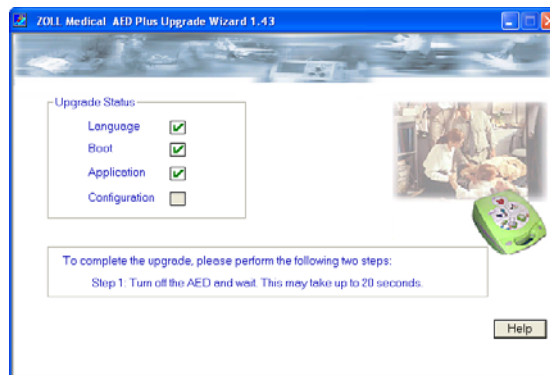 ZOLL Medical AED Plus Upgrade Wizard 1.43
Upgrade Status
Language
Boot
Application
Configuration
To complete the upgrade, please perform the following two steps:
Step 1: Turn off the AED and wait. This may take up to 20 seconds.
Help